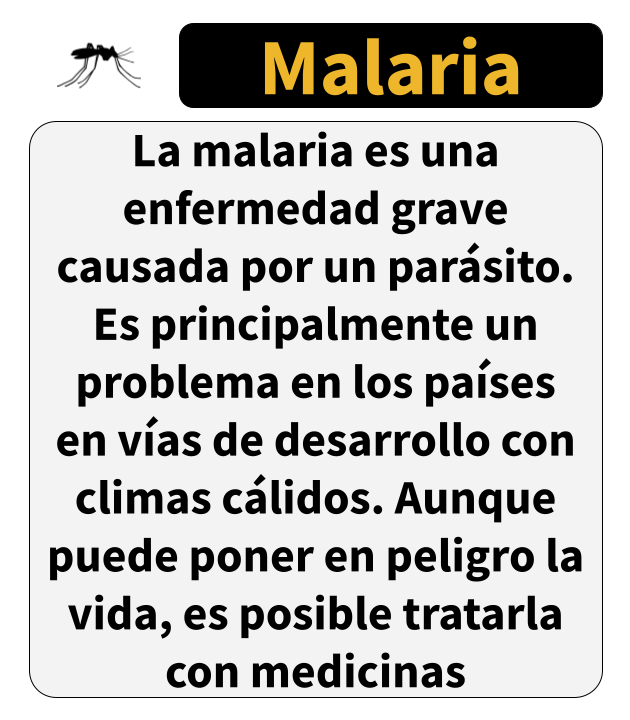 Malaria
La malaria es una
enfermedad grave
causada por un parásito.
Es principalmente un
problema en los países
en vías de desarrollo con
climas cálidos. Aunque
puede poner en peligro la
vida, es posible tratarla
con medicinas